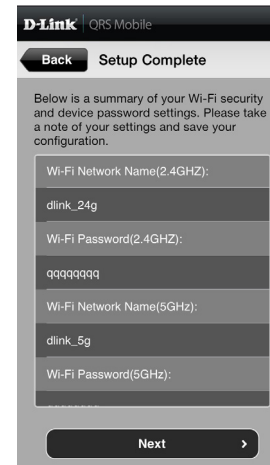 D-Link QRS Mobile
Back Setup Complete
Below is a summary of your Wi-Fi security
and device password settings. Please take
a note of your settings and save your
configuration.
Wi-Fi Network Name(2.4GHZ):
dlink_24g
Wi-Fi Password(2.4GHZ):
qqqqqqqq
Wi-Fi Network Name(5GHz):
dlink_5g
Wi-Fi Password(5GHz):
Next >